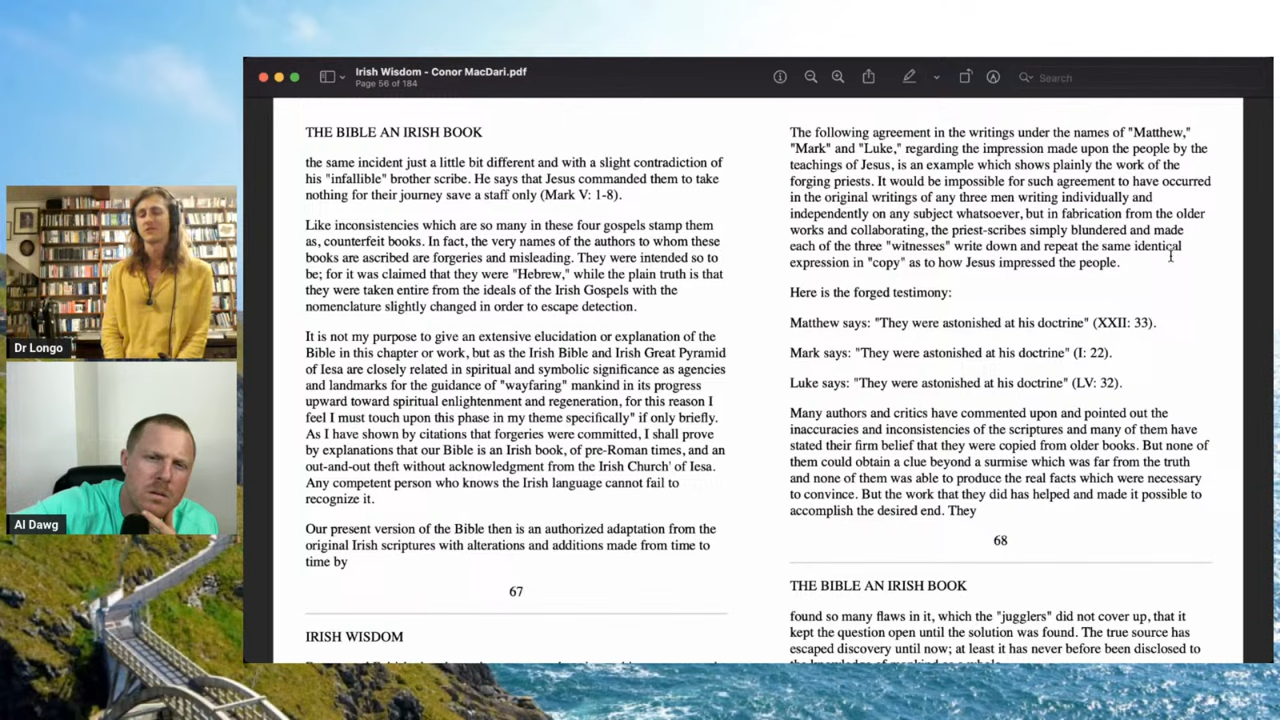 Irish Wisdom - Conor MacDari.pdf
Page 56 of 184
Search
THE BIBLE AN IRISH BOOK
the same incident just a little bit different and with a slight contradiction of
his "infallible" brother scribe. He says that Jesus commanded them to take
nothing for their journey save a staff only (Mark V: 1-8).
Like inconsistencies which are so many in these four gospels stamp them
as, counterfeit books. In fact, the very names of the authors to whom these
books are ascribed are forgeries and misleading. They were intended so to
be; for it was claimed that they were "Hebrew," while the plain truth is that
they were taken entire from the ideals of the Irish Gospels with the
nomenclature slightly changed in order to escape detection.
It is not my purpose to give an extensive elucidation or explanation of the
Bible in this chapter or work, but as the Irish Bible and Irish Great Pyramid
of Iesa are closely related in spiritual and symbolic significance as agencies
and landmarks for the guidance of "wayfaring" mankind in its progress
upward toward spiritual enlightenment and regeneration, for this reason I
feel I must touch upon this phase in my theme specifically" if only briefly.
As I have shown by citations that forgeries were committed, I shall prove
by explanations that our Bible is an Irish book, of pre-Roman times, and an
out-and-out theft without acknowledgment from the Irish Church' of Iesa.
Any competent person who knows the Irish language cannot fail to
recognize it.
Our present version of the Bible then is an authorized adaptation from the
original Irish scriptures with alterations and additions made from time to
time by
67
IRISH WISDOM
The following agreement in the writings under the names of "Matthew,"
"Mark" and "Luke," regarding the impression made upon the people by the
teachings of Jesus, is an example which shows plainly the work of the
forging priests. It would be impossible for such agreement to have occurred
in the original writings of any three men writing individually and
independently on any subject whatsoever, but in fabrication from the older
works and collaborating, the priest-scribes simply blundered and made
each of the three "witnesses" write down and repeat the same identical
expression in "copy" as to how Jesus impressed the people.
Here is the forged testimony:
Matthew says: "They were astonished at his doctrine" (XXII: 33).
Mark says: "They were astonished at his doctrine" (I: 22).
Luke says: "They were astonished at his doctrine" (LV: 32).
Many authors and critics have commented upon and pointed out the
inaccuracies and inconsistencies of the scriptures and many of them have
stated their firm belief that they were copied from older books. But none of
them could obtain a clue beyond a surmise which was far from the truth
and none of them was able to produce the real facts which were necessary
to convince. But the work that they did has helped and made it possible to
accomplish the desired end. They
68
THE BIBLE AN IRISH BOOK
found so many flaws in it, which the "jugglers" did not cover up, that it
kept the question open until the solution was found. The true source has
escaped discovery until now; at least it has never before been disclosed to
Dr Longo
Al Dawg